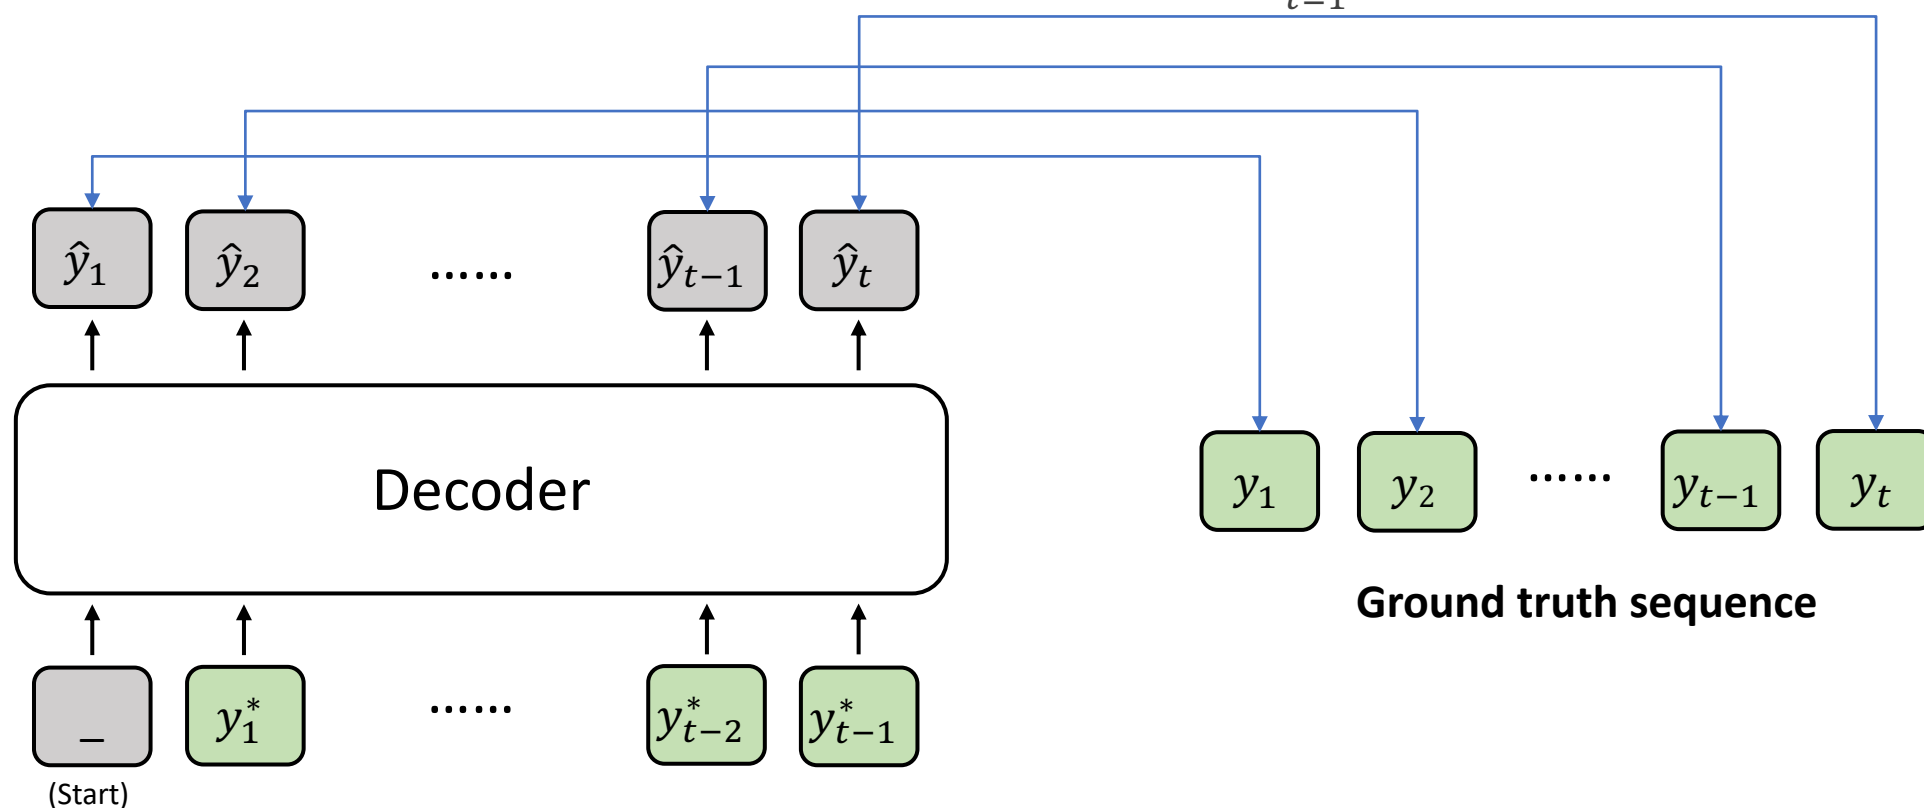 t=1
ŷ₁ ŷ₂ …… ŷₜ₋₁ ŷₜ
Decoder
y₁ y₂ …… yₜ₋₁ yₜ
Ground truth sequence
_ y₁* …… yₜ₋₂* yₜ₋₁*
(Start)